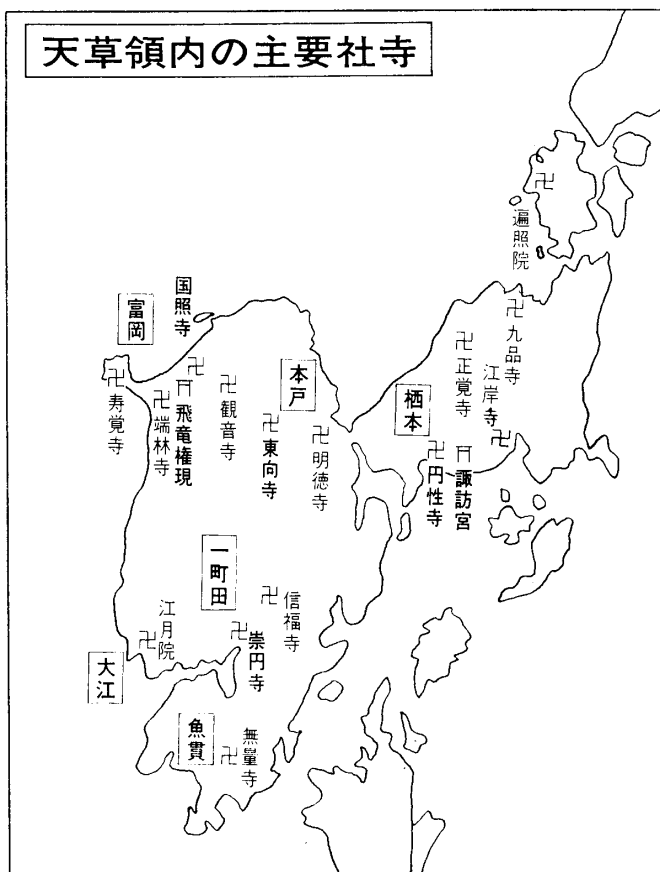 天草領内の主要社寺
遍照院
九品寺
正覚寺
江岸寺
栖本
円性寺
諏訪宮
国照寺
富岡
寿覚寺
端林寺
飛竜権現
観音寺
本戸
東向寺
明徳寺
一町田
信福寺
崇円寺
江月院
大江
魚貫
無量寺